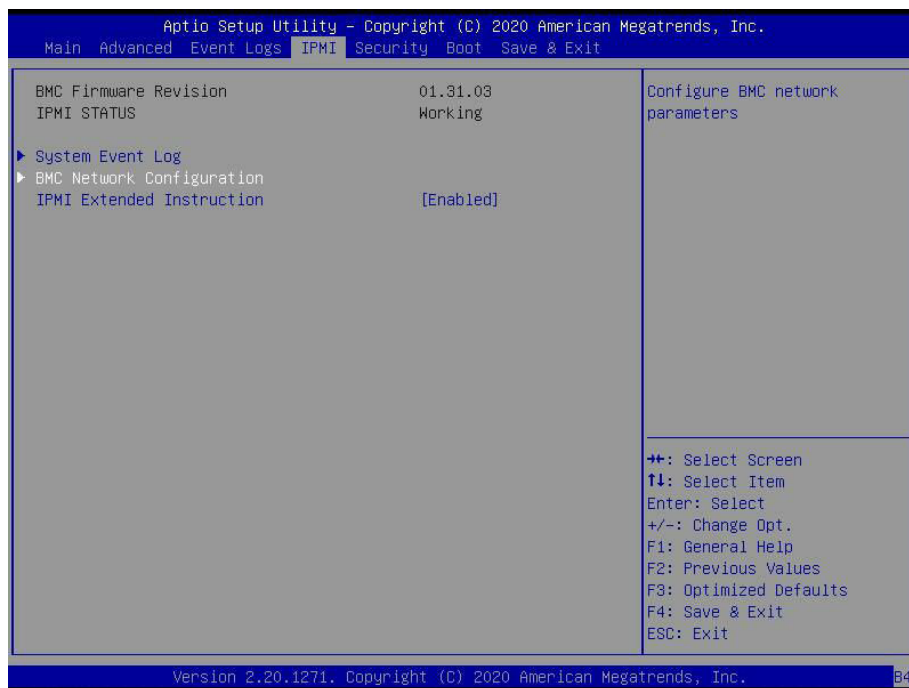 Aptio Setup Utility – Copyright (C) 2020 American Megatrends, Inc.
Main Advanced Event Logs IPMI Security Boot Save & Exit
BMC Firmware Revision 01.31.03
IPMI STATUS Working
System Event Log
BMC Network Configuration
IPMI Extended Instruction [Enabled]
Configure BMC network
parameters
→←: Select Screen
↑↓: Select Item
Enter: Select
+/-: Change Opt.
F1: General Help
F2: Previous Values
F3: Optimized Defaults
F4: Save & Exit
ESC: Exit
Version 2.20.1271. Copyright (C) 2020 American Megatrends, Inc.
B4